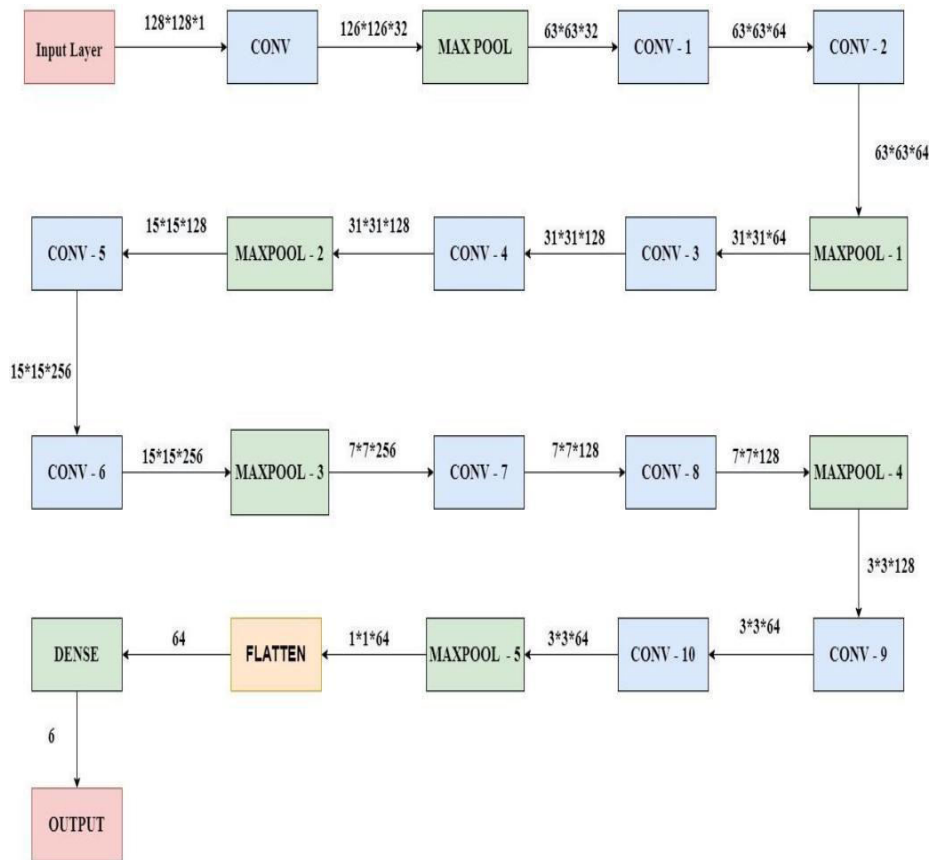 Input Layer
128*128*1
CONV
126*126*32
MAX POOL
63*63*32
CONV - 1
63*63*64
CONV - 2
63*63*64
MAXPOOL - 1
31*31*64
CONV - 3
31*31*128
CONV - 4
31*31*128
MAXPOOL - 2
15*15*128
CONV - 5
15*15*256
CONV - 6
15*15*256
MAXPOOL - 3
7*7*256
CONV - 7
7*7*128
CONV - 8
7*7*128
MAXPOOL - 4
3*3*128
CONV - 9
3*3*64
CONV - 10
3*3*64
MAXPOOL - 5
1*1*64
FLATTEN
64
DENSE
6
OUTPUT